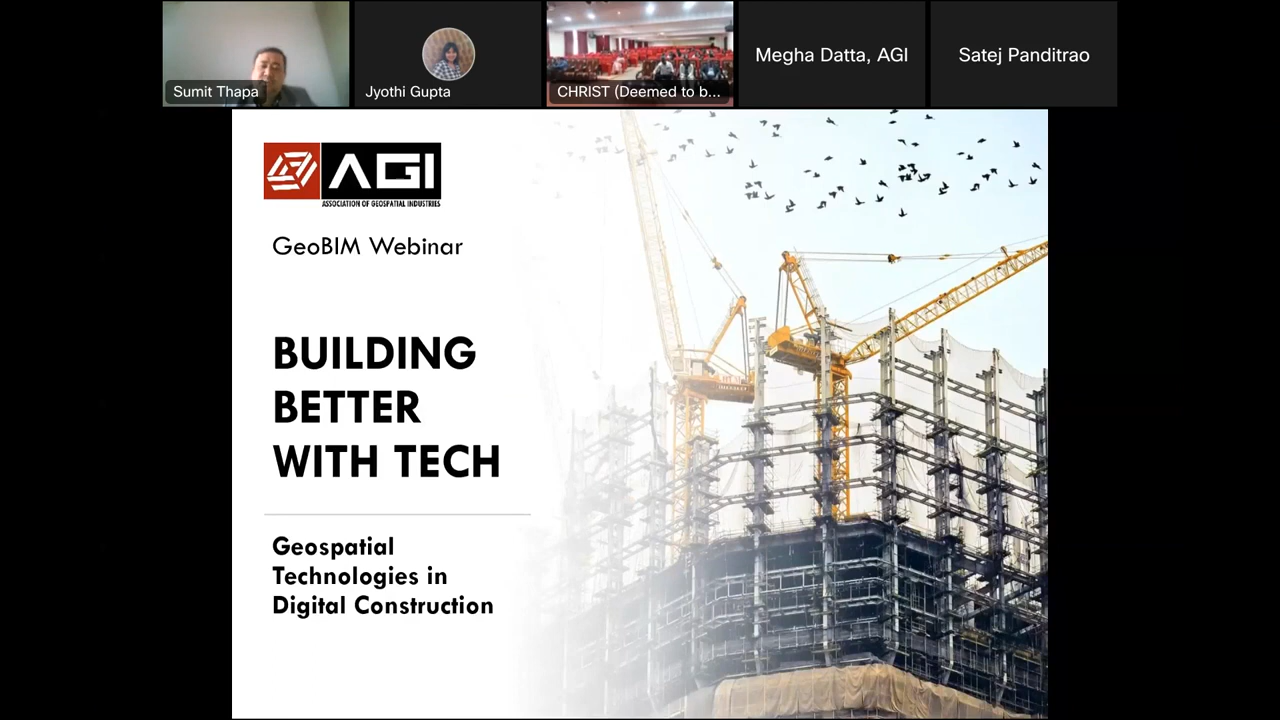 Sumit Thapa
Jyothi Gupta
CHRIST (Deemed to b...
Megha Datta, AGI
Satej Panditrao
AGI
ASSOCIATION OF GEOSPATIAL INDUSTRIES
GeoBIM Webinar
BUILDING
BETTER
WITH TECH
Geospatial
Technologies in
Digital Construction